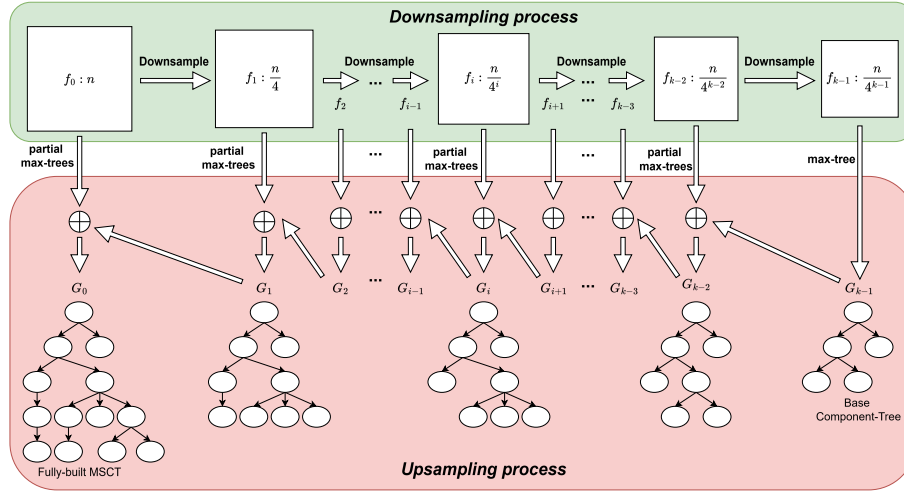 Downsampling process
Downsample Downsample Downsample Downsample
f_0 : n f_1 : n/4 ... f_i : n/4^i ... f_{k-2} : n/4^{k-2} f_{k-1} : n/4^{k-1}
f_2 f_{i-1} f_{i+1} ... f_{k-3}
partial partial ... partial ... partial max-tree
max-trees max-trees max-trees max-trees
... ...
G_0 G_1 G_2 ... G_{i-1} G_i G_{i+1} ... G_{k-3} G_{k-2} G_{k-1}
Base
Component-Tree
Fully-built MSCT
Upsampling process